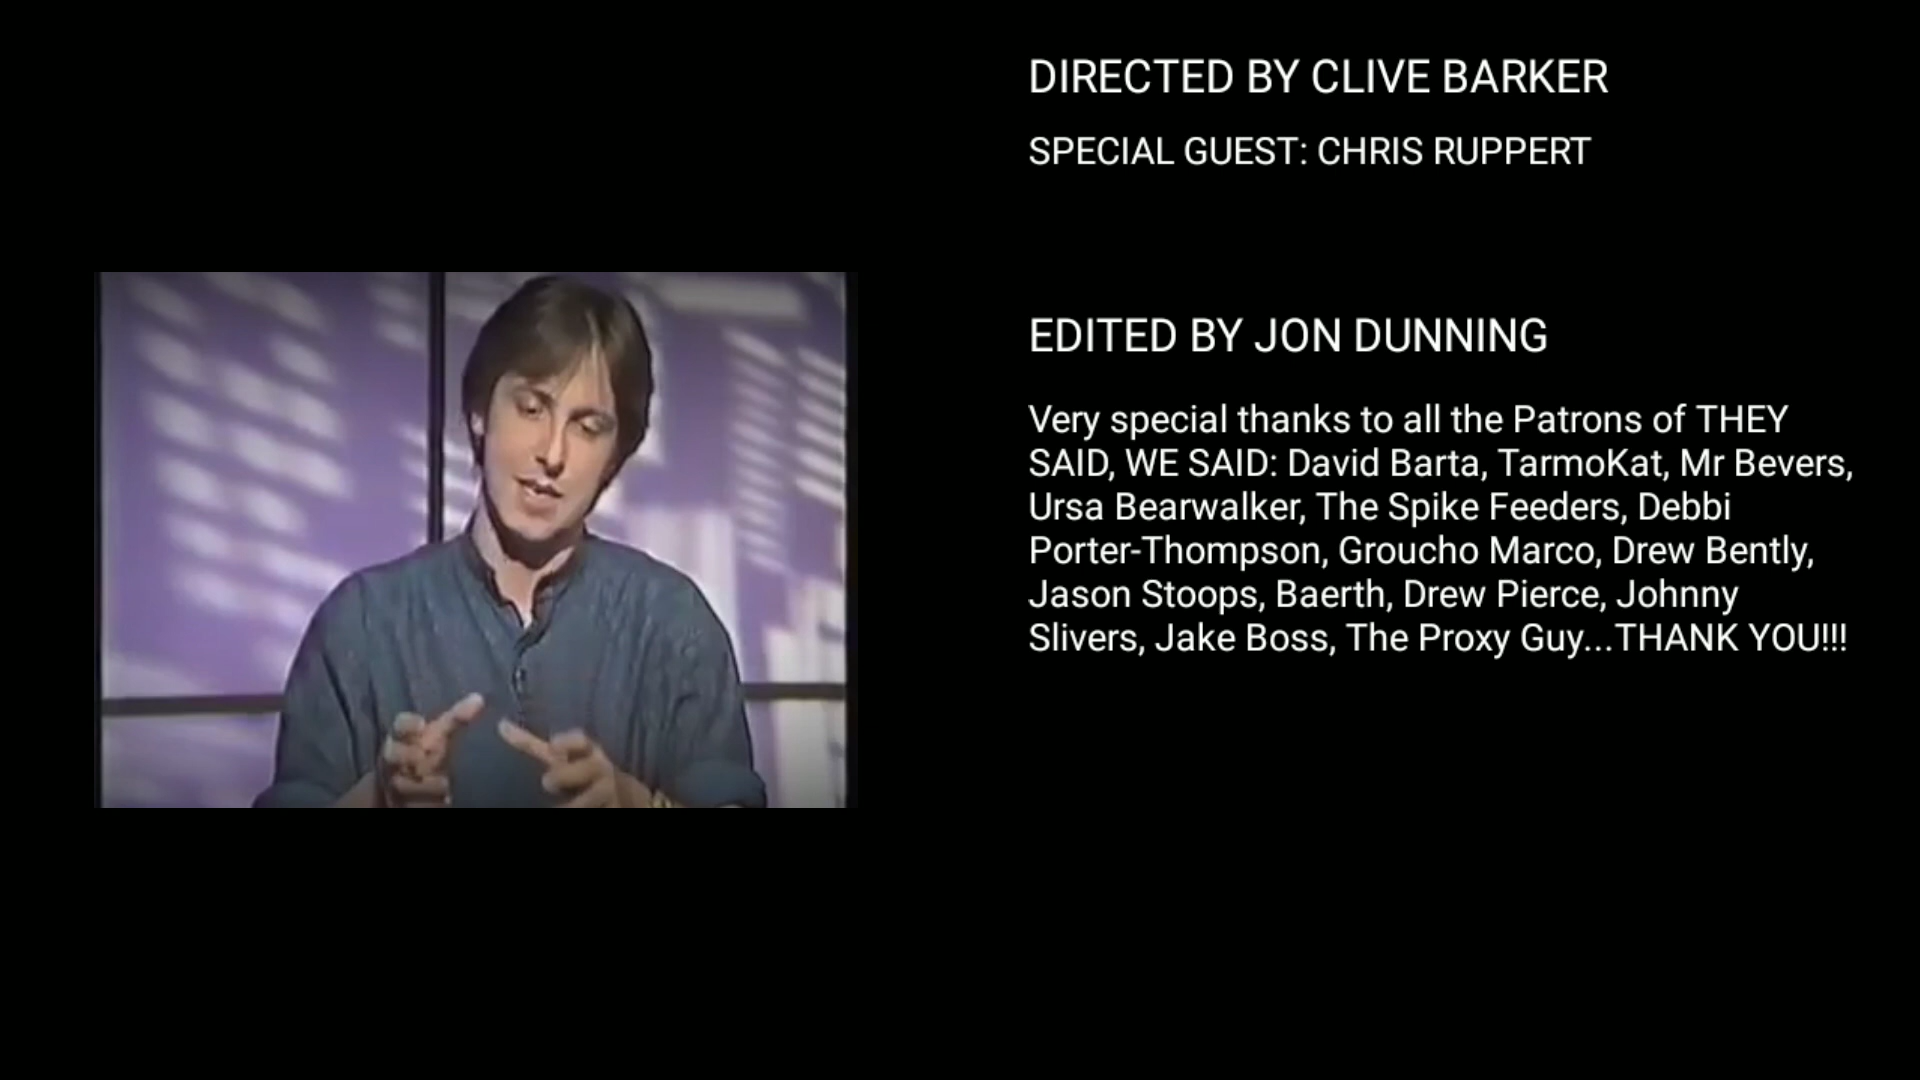 DIRECTED BY CLIVE BARKER
SPECIAL GUEST: CHRIS RUPPERT
EDITED BY JON DUNNING
Very special thanks to all the Patrons of THEY
SAID, WE SAID: David Barta, TarmoKat, Mr Bevers,
Ursa Bearwalker, The Spike Feeders, Debbi
Porter-Thompson, Groucho Marco, Drew Bently,
Jason Stoops, Baerth, Drew Pierce, Johnny
Slivers, Jake Boss, The Proxy Guy...THANK YOU!!!